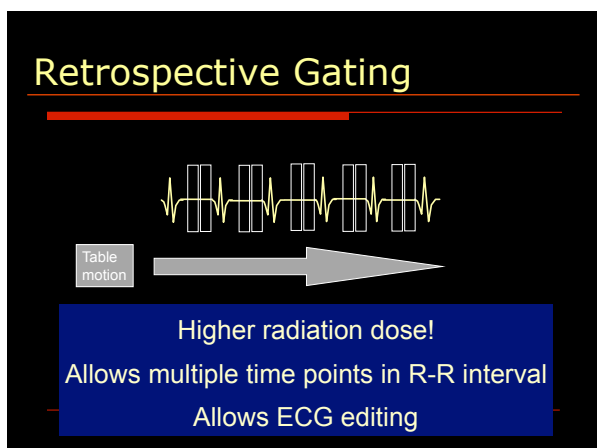 Retrospective Gating
Table
motion
Higher radiation dose!
Allows multiple time points in R-R interval
Allows ECG editing